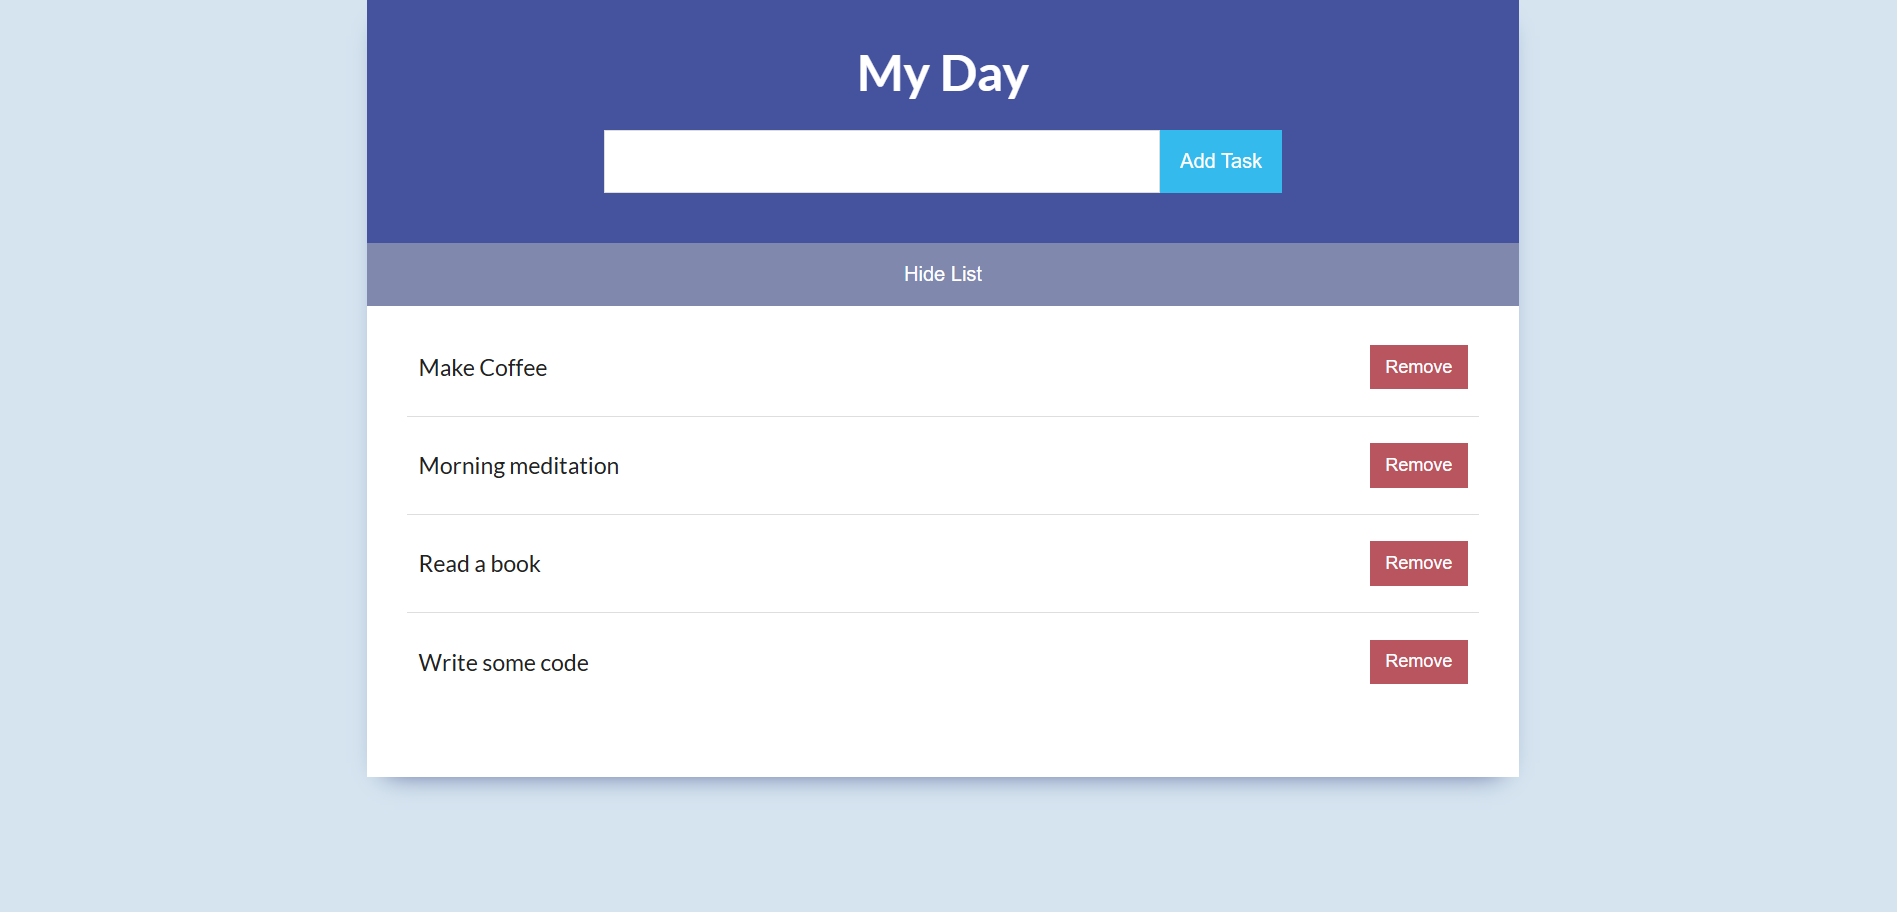 My Day
Add Task
Hide List
Make Coffee
Remove
Morning meditation
Remove
Read a book
Remove
Write some code
Remove